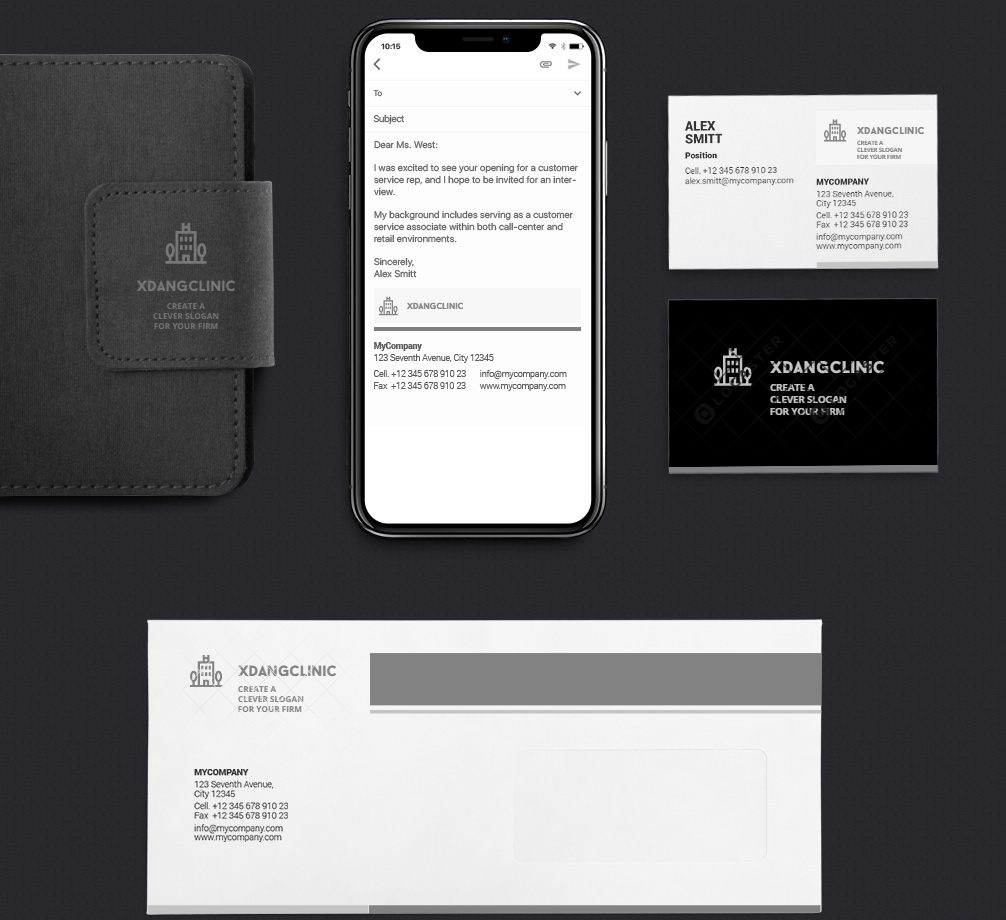 XDANGCLINIC
CREATE A
CLEVER SLOGAN
FOR YOUR FIRM
10:15
To
Subject
Dear Ms. West:
I was excited to see your opening for a customer
service rep, and I hope to be invited for an inter-
view.
My background includes serving as a customer
service associate within both call-center and
retail environments.
Sincerely,
Alex Smitt
XDANGCLINIC
MyCompany
123 Seventh Avenue, City 12345
Cell. +12 345 678 910 23 info@mycompany.com
Fax +12 345 678 910 23 www.mycompany.com
ALEX
SMITT
Position
Cell. +12 345 678 910 23
alex.smitt@mycompany.com
XDANGCLINIC
CREATE A
CLEVER SLOGAN
FOR YOUR FIRM
MYCOMPANY
123 Seventh Avenue,
City 12345
Cell. +12 345 678 910 23
Fax +12 345 678 910 23
info@mycompany.com
www.mycompany.com
XDANGCLINIC
CREATE A
CLEVER SLOGAN
FOR YOUR FIRM
XDANGCLINIC
CREATE A
CLEVER SLOGAN
FOR YOUR FIRM
MYCOMPANY
123 Seventh Avenue,
City 12345
Cell. +12 345 678 910 23
Fax +12 345 678 910 23
info@mycompany.com
www.mycompany.com